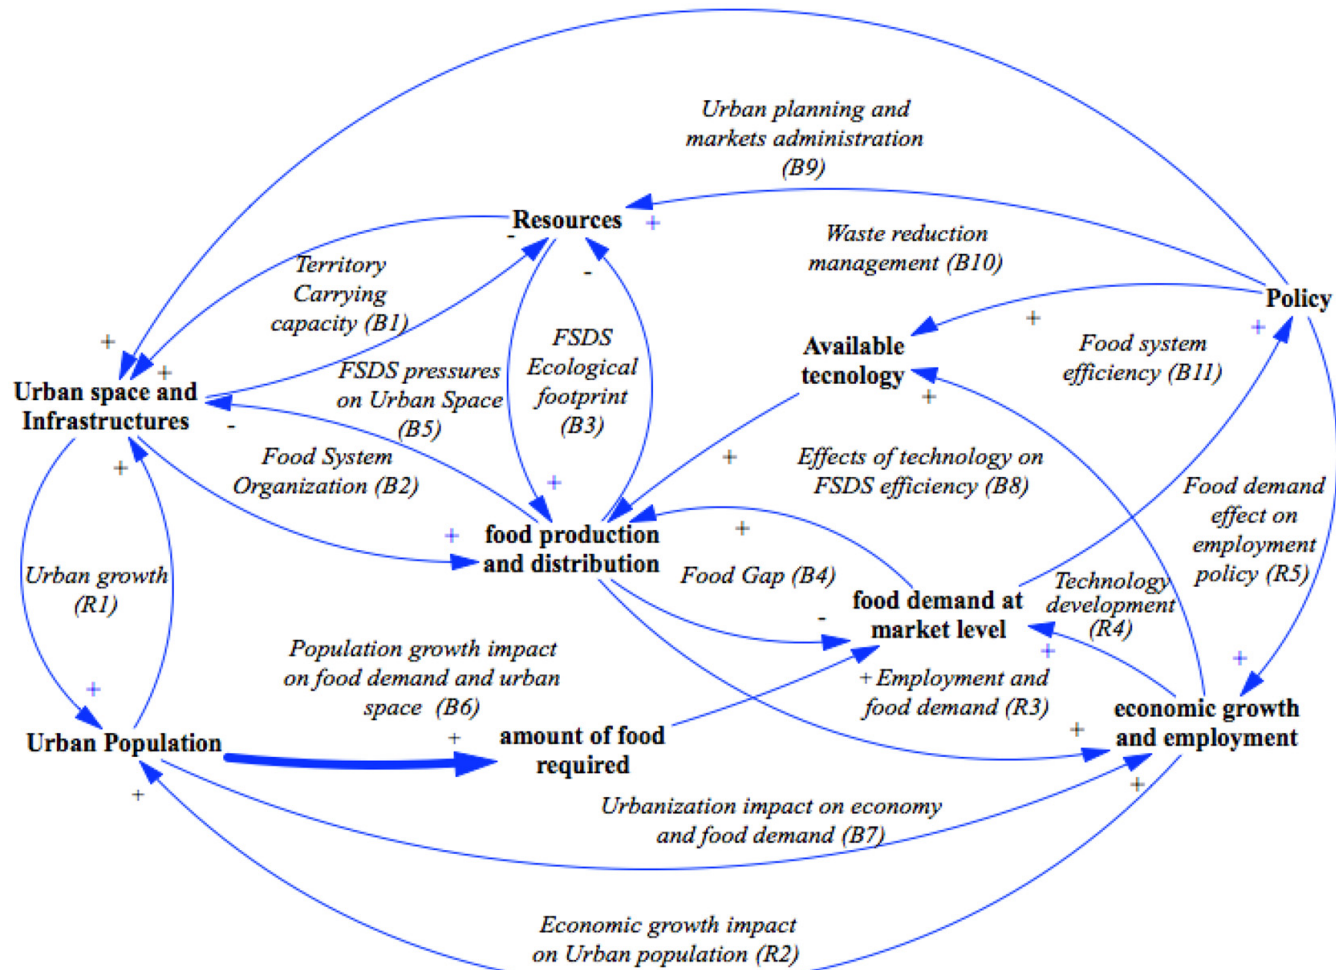 Urban planning and
markets administration
(B9)
Resources
+
-
Waste reduction
management (B10)
Territory
Carrying
capacity (B1)
-
Policy
+
+
Food system
efficiency (B11)
Available
tecnology
+
FSDS
Ecological
footprint
(B3)
FSDS pressures
on Urban Space
(B5)
+
+
Urban space and
Infrastructures
-
+
Food System
Organization (B2)
+
+
+
Effects of technology on
FSDS efficiency (B8)
Food demand
effect on
employment
policy (R5)
food production
and distribution
+
Urban growth
(R1)
Food Gap (B4)
food demand at
market level
-
Technology
development
(R4)
+
+
+
Population growth impact
on food demand and urban
space (B6)
+ Employment and
food demand (R3)
economic growth
and employment
+
Urban Population
+
amount of food
required
+
+
Urbanization impact on economy
and food demand (B7)
Economic growth impact
on Urban population (R2)